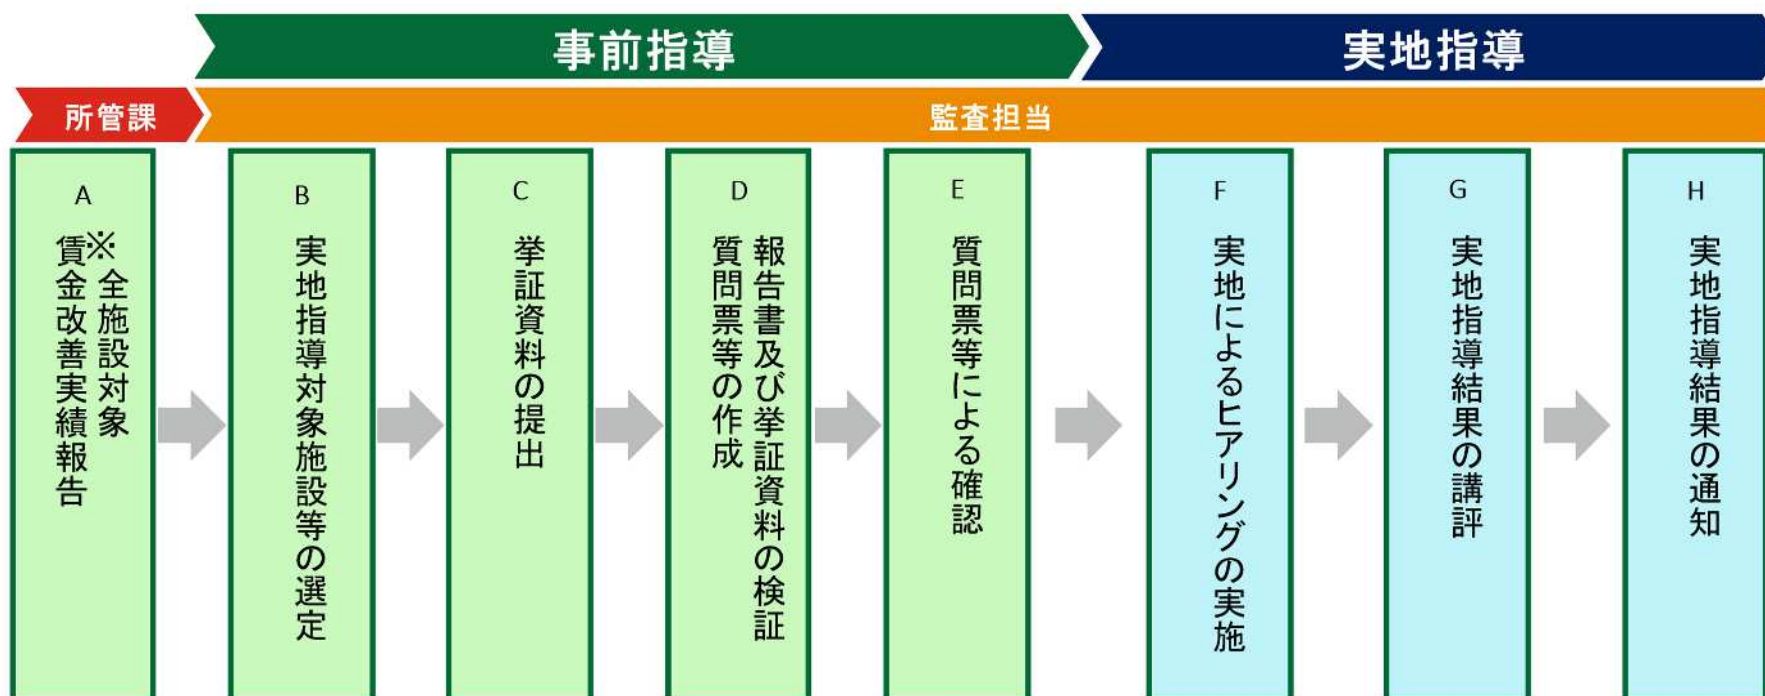 事前指導
実地指導
所管課
監査担当
A
※全施設対象
賃金改善実績報告
B
実地指導対象施設等の選定
C
挙証資料の提出
D
報告書及び挙証資料の検証
質問票等の作成
E
質問票等による確認
F
実地によるヒアリングの実施
G
実地指導結果の講評
H
実地指導結果の通知